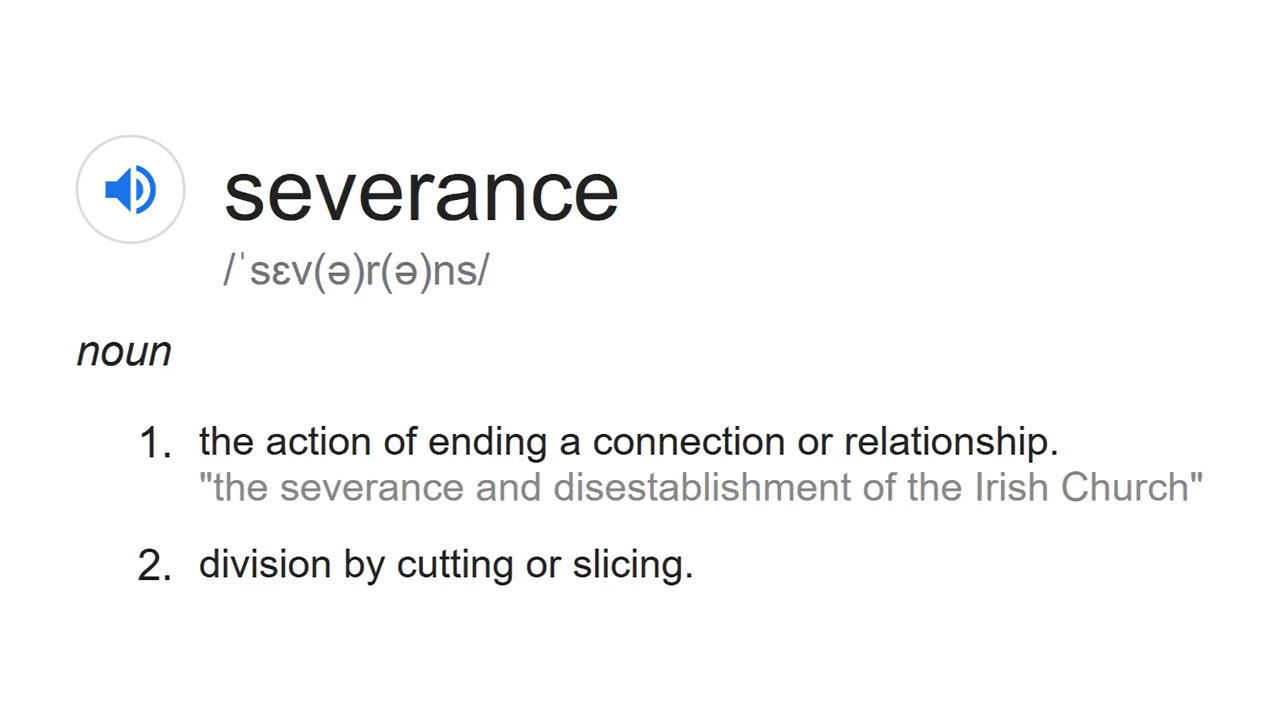 severance
/ˈsɛv(ə)r(ə)ns/
noun
1. the action of ending a connection or relationship.
"the severance and disestablishment of the Irish Church"
2. division by cutting or slicing.